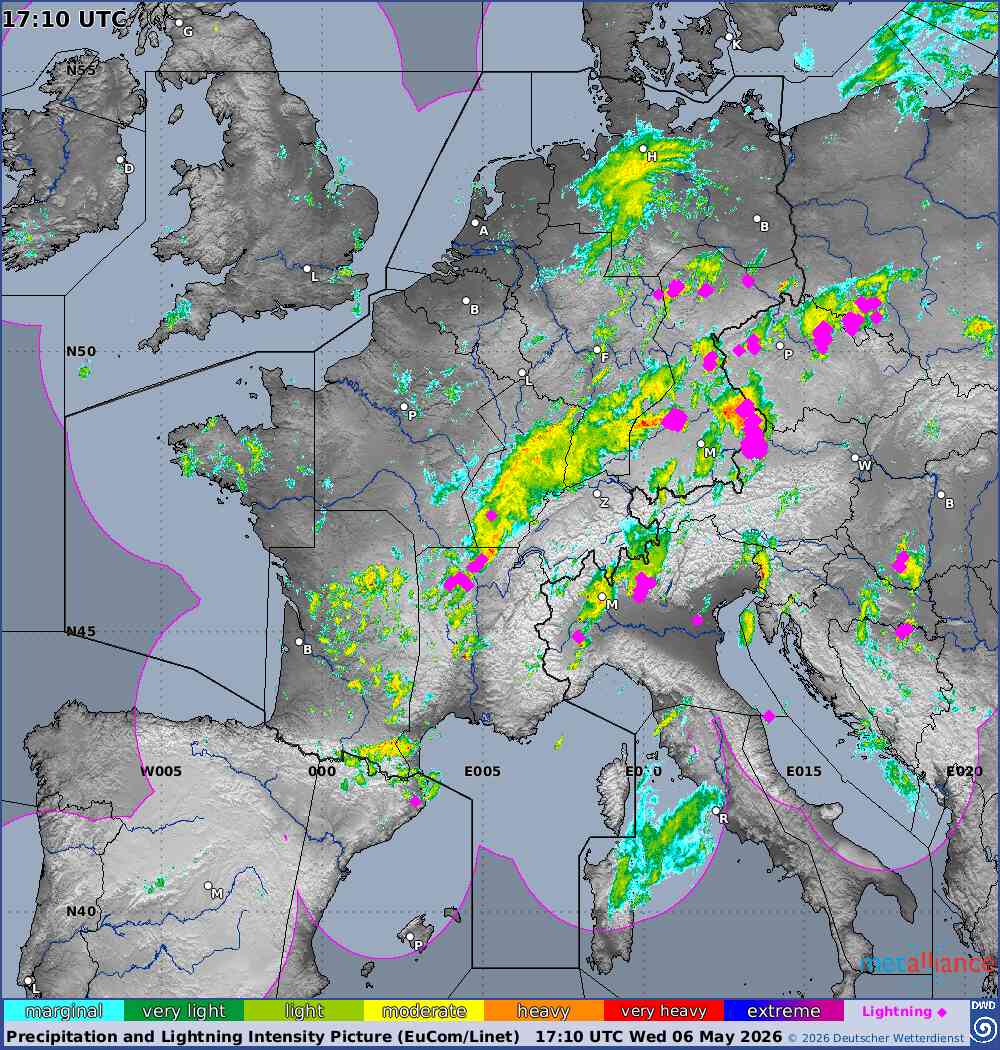 17:10 UTC
G
K
N55
H
D
A
B
L
B
N50
F
P
L
P
M
W
Z
B
M
N45
B
W005
000
E005
E010
E015
E020
R
M
N40
P
L
metalliance
marginal very light light moderate heavy very heavy extreme Lightning
DWD
Precipitation and Lightning Intensity Picture (EuCom/Linet) 17:10 UTC Wed 06 May 2026 © 2026 Deutscher Wetterdienst